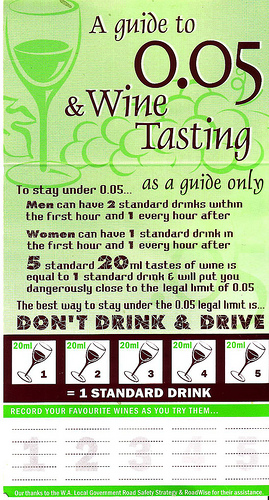 A guide to
0.05
& Wine
Tasting
as a guide only
To stay under 0.05...
Men can have 2 standard drinks within
the first hour and 1 every hour after
Women can have 1 standard drink in
the first hour and 1 every hour after
5 standard 20ml tastes of wine is
equal to 1 standard drink & will put you
dangerously close to the legal limit of 0.05
The best way to stay under the 0.05 legal limit is...
DON'T DRINK & DRIVE
20ml 20ml 20ml 20ml 20ml
1 2 3 4 5
= 1 STANDARD DRINK
RECORD YOUR FAVOURITE WINES AS YOU TRY THEM...
1 2 3 4 5
Our thanks to the W.A. Local Government Road Safety Strategy & RoadWise for their assistance